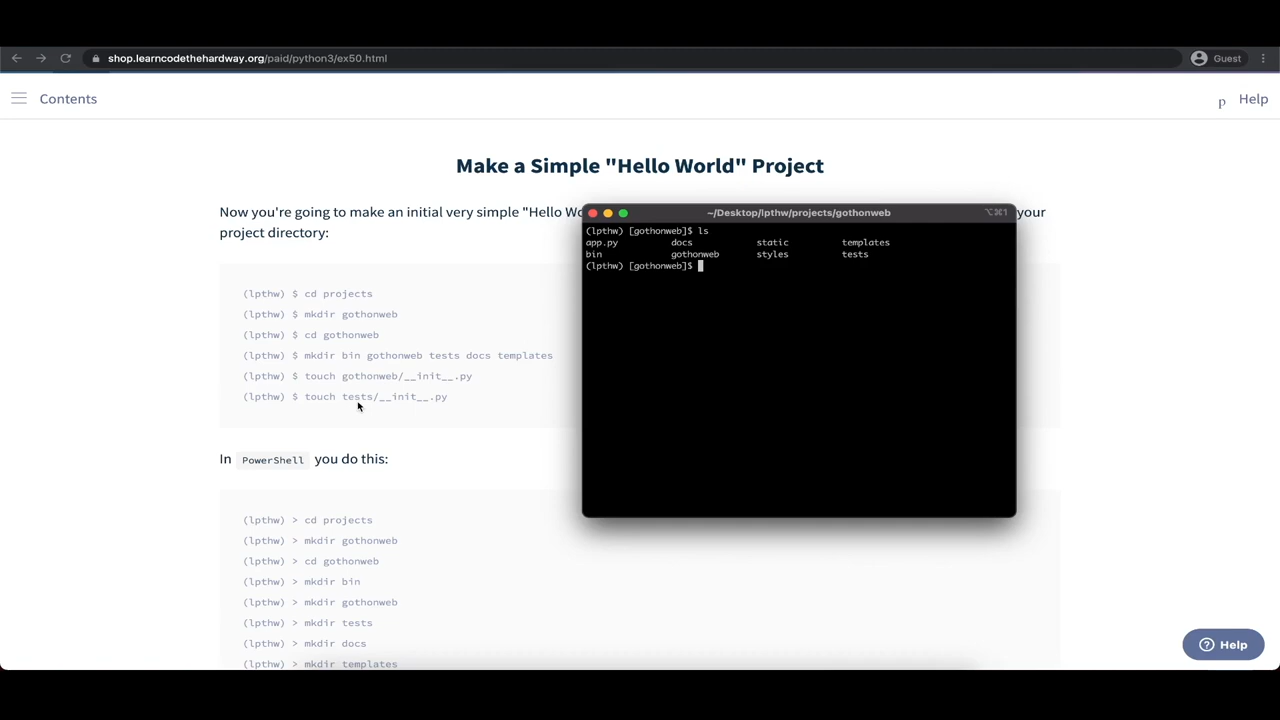 shop.learncodethehardway.org/paid/python3/ex50.html
Guest
Contents
p
Help
Make a Simple "Hello World" Project
Now you're going to make an initial very simple "Hello Wo
your
project directory:
(lpthw) $ cd projects
(lpthw) $ mkdir gothonweb
(lpthw) $ cd gothonweb
(lpthw) $ mkdir bin gothonweb tests docs templates
(lpthw) $ touch gothonweb/__init__.py
(lpthw) $ touch tests/__init__.py
~/Desktop/lpthw/projects/gothonweb
⌥⌘1
(lpthw) [gothonweb]$ ls
app.py docs static templates
bin gothonweb styles tests
(lpthw) [gothonweb]$
In PowerShell you do this:
(lpthw) > cd projects
(lpthw) > mkdir gothonweb
(lpthw) > cd gothonweb
(lpthw) > mkdir bin
(lpthw) > mkdir gothonweb
(lpthw) > mkdir tests
(lpthw) > mkdir docs
(lpthw) > mkdir templates
Help